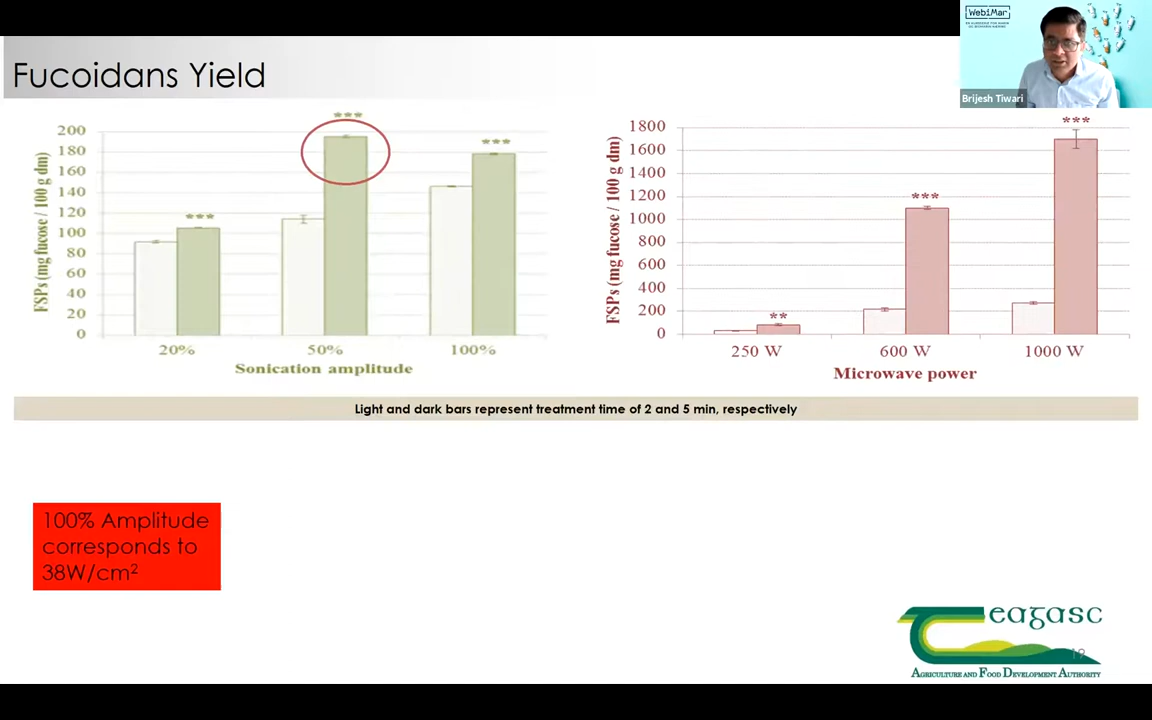 WebiMar
Brijesh Tiwari
Fucoidans Yield
FSPs (mg fucose / 100 g dm)
200
180
160
140
120
100
80
60
40
20
0
***
***
***
20% 50% 100%
Sonication amplitude
FSPs (mg fucose / 100 g dm)
1800
1600
1400
1200
1000
800
600
400
200
0
**
***
***
250 W 600 W 1000 W
Microwave power
Light and dark bars represent treatment time of 2 and 5 min, respectively
100% Amplitude
corresponds to
38W/cm²
eagasc
19
AGRICULTURE AND FOOD DEVELOPMENT AUTHORITY